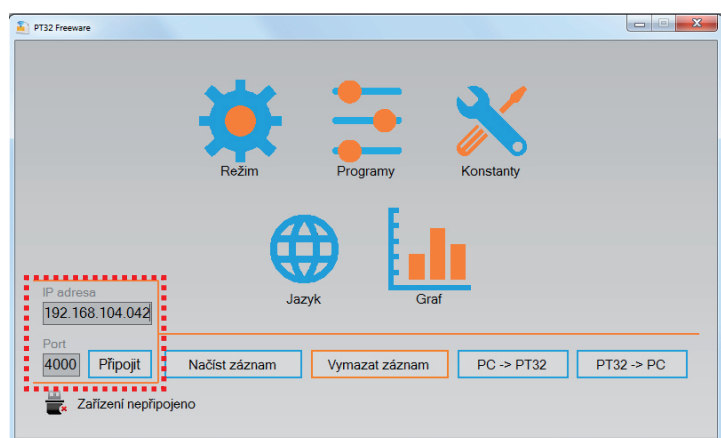 PT32 Freeware
Režim
Programy
Konstanty
Jazyk
Graf
IP adresa
192.168.104.042
Port
4000
Připojit
Načíst záznam
Vymazat záznam
PC -> PT32
PT32 -> PC
Zařízení nepřipojeno